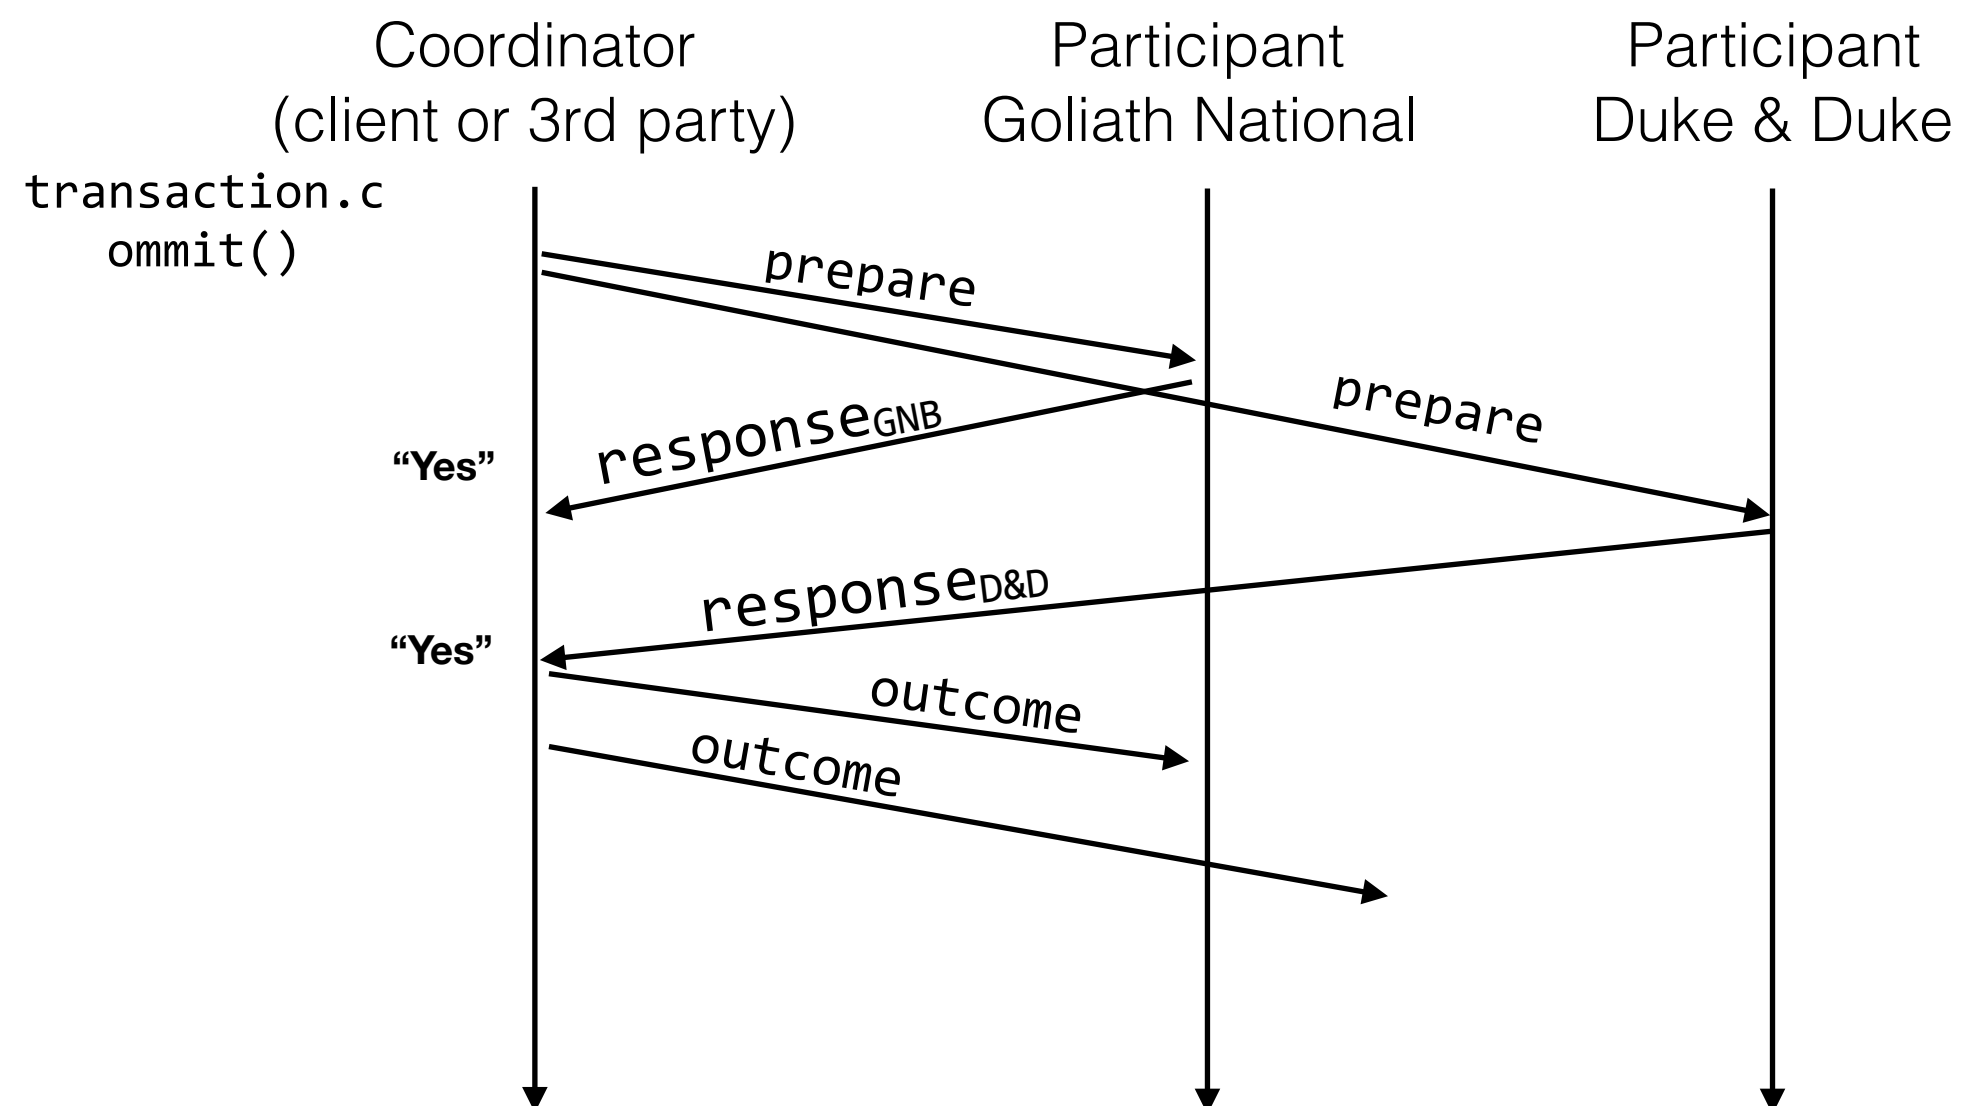 Coordinator
(client or 3rd party)
Participant
Goliath National
Participant
Duke & Duke
transaction.c
ommit()
prepare
prepare
responseGNB
“Yes”
responseD&D
“Yes”
outcome
outcome